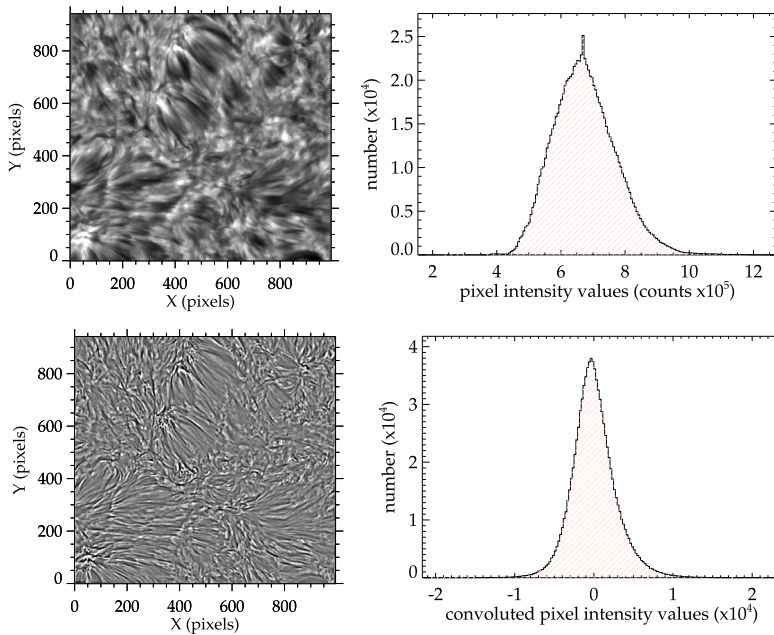 800
600
400
200
0
Y (pixels)
0 200 400 600 800
X (pixels)
2.5
2.0
1.5
1.0
0.5
0.0
number (x10⁴)
2 4 6 8 10 12
pixel intensity values (counts x10⁵)
800
600
400
200
0
Y (pixels)
0 200 400 600 800
X (pixels)
4
3
2
1
0
number (x10⁴)
-2 -1 0 1 2
convoluted pixel intensity values (x10⁴)